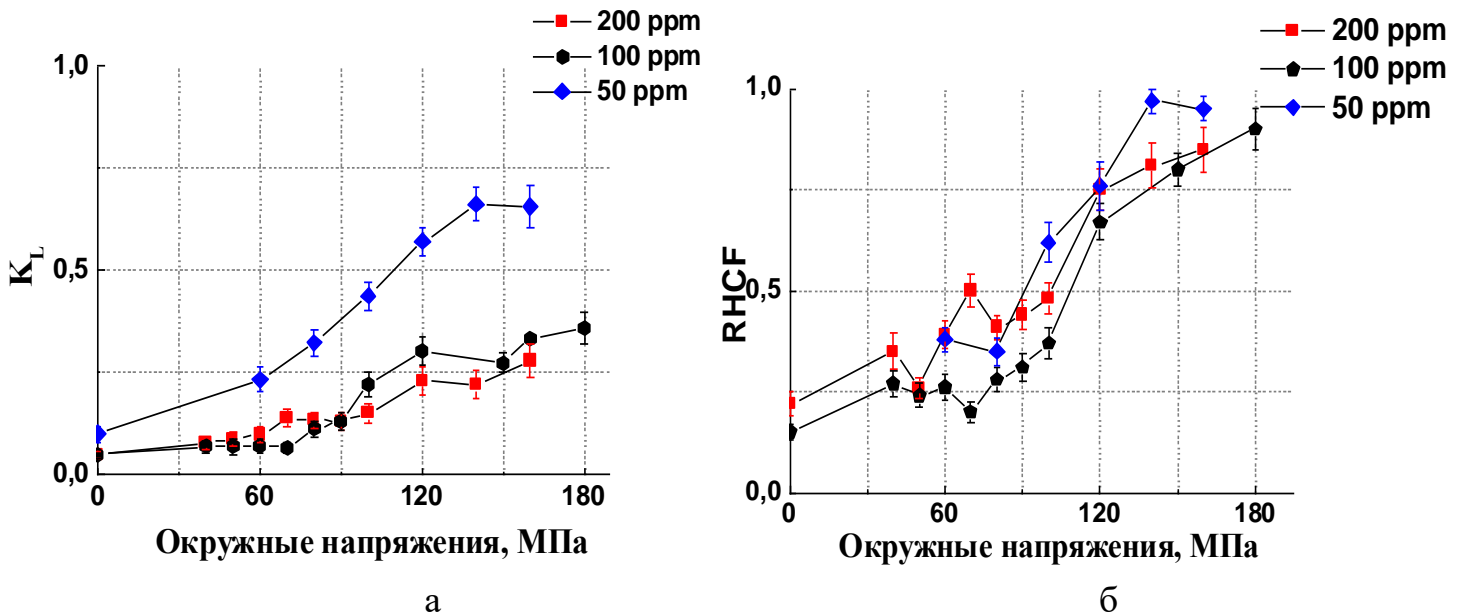 200 ppm
100 ppm
50 ppm
1,0
0,5
0,0
K_L
0
60
120
180
Окружные напряжения, МПа
а
200 ppm
100 ppm
50 ppm
1,0
0,5
0,0
RHCF
0
60
120
180
Окружные напряжения, МПа
б